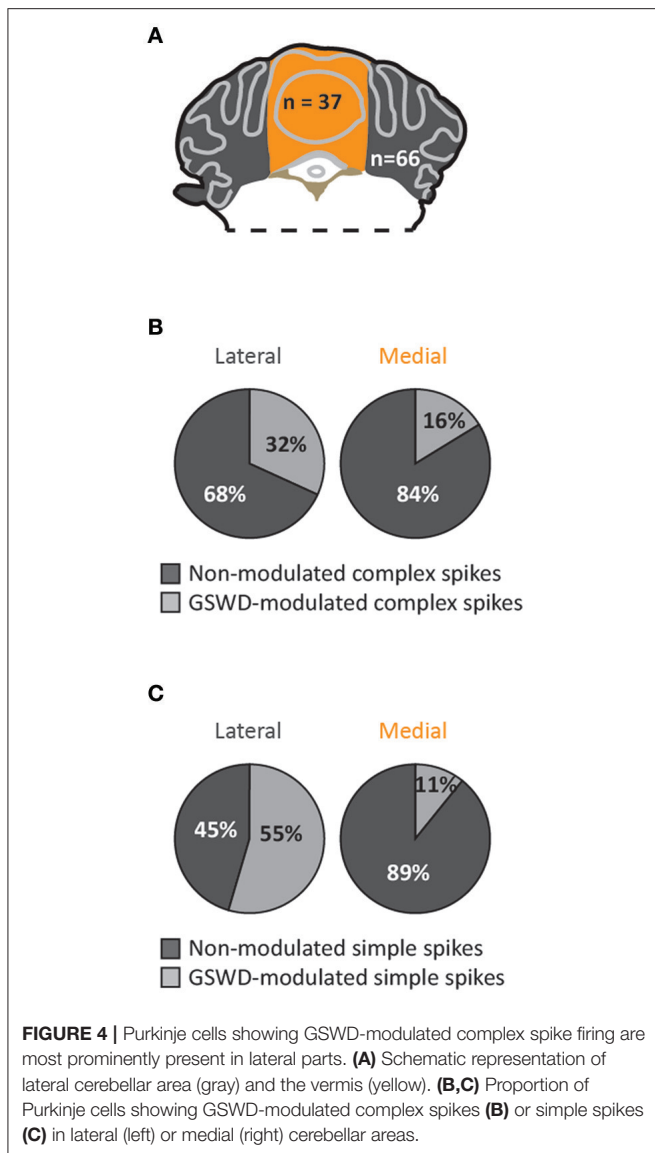 A
n = 37
n=66
B
Lateral Medial
32%
68%
16%
84%
Non-modulated complex spikes
GSWD-modulated complex spikes
C
Lateral Medial
45%
55%
11%
89%
Non-modulated simple spikes
GSWD-modulated simple spikes
FIGURE 4 | Purkinje cells showing GSWD-modulated complex spike firing are
most prominently present in lateral parts. (A) Schematic representation of
lateral cerebellar area (gray) and the vermis (yellow). (B,C) Proportion of
Purkinje cells showing GSWD-modulated complex spikes (B) or simple spikes
(C) in lateral (left) or medial (right) cerebellar areas.